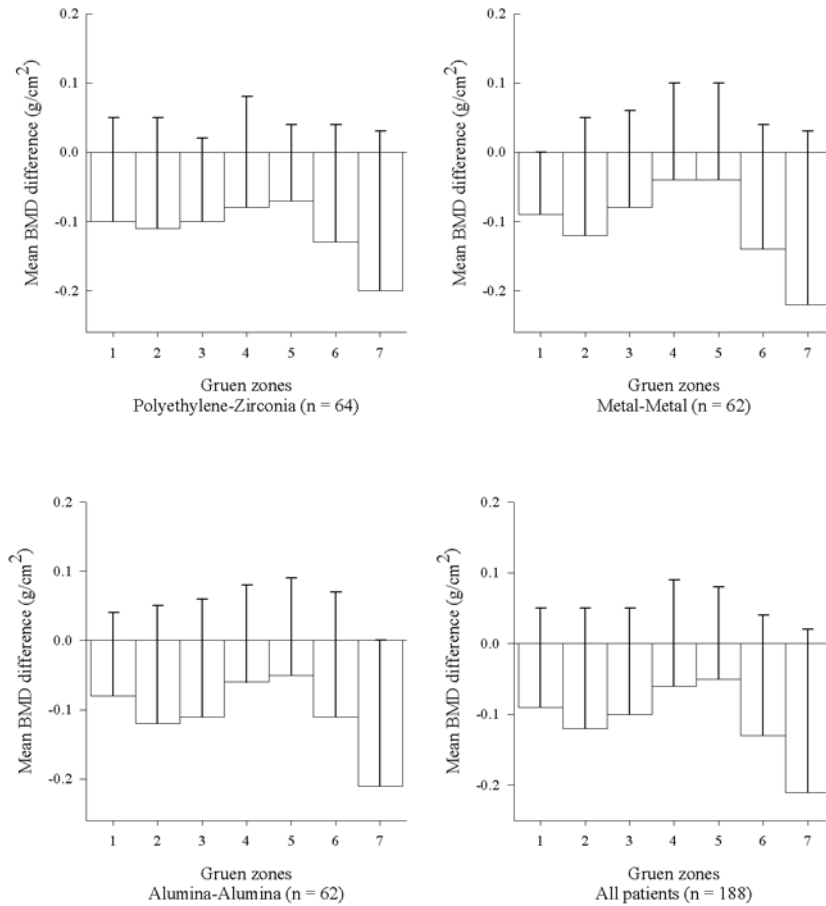 0.2
0.1
0.0
-0.1
-0.2
Mean BMD difference (g/cm²)
1 2 3 4 5 6 7
Gruen zones
Polyethylene-Zirconia (n = 64)
0.2
0.1
0.0
-0.1
-0.2
Mean BMD difference (g/cm²)
1 2 3 4 5 6 7
Gruen zones
Metal-Metal (n = 62)
0.2
0.1
0.0
-0.1
-0.2
Mean BMD difference (g/cm²)
1 2 3 4 5 6 7
Gruen zones
Alumina-Alumina (n = 62)
0.2
0.1
0.0
-0.1
-0.2
Mean BMD difference (g/cm²)
1 2 3 4 5 6 7
Gruen zones
All patients (n = 188)